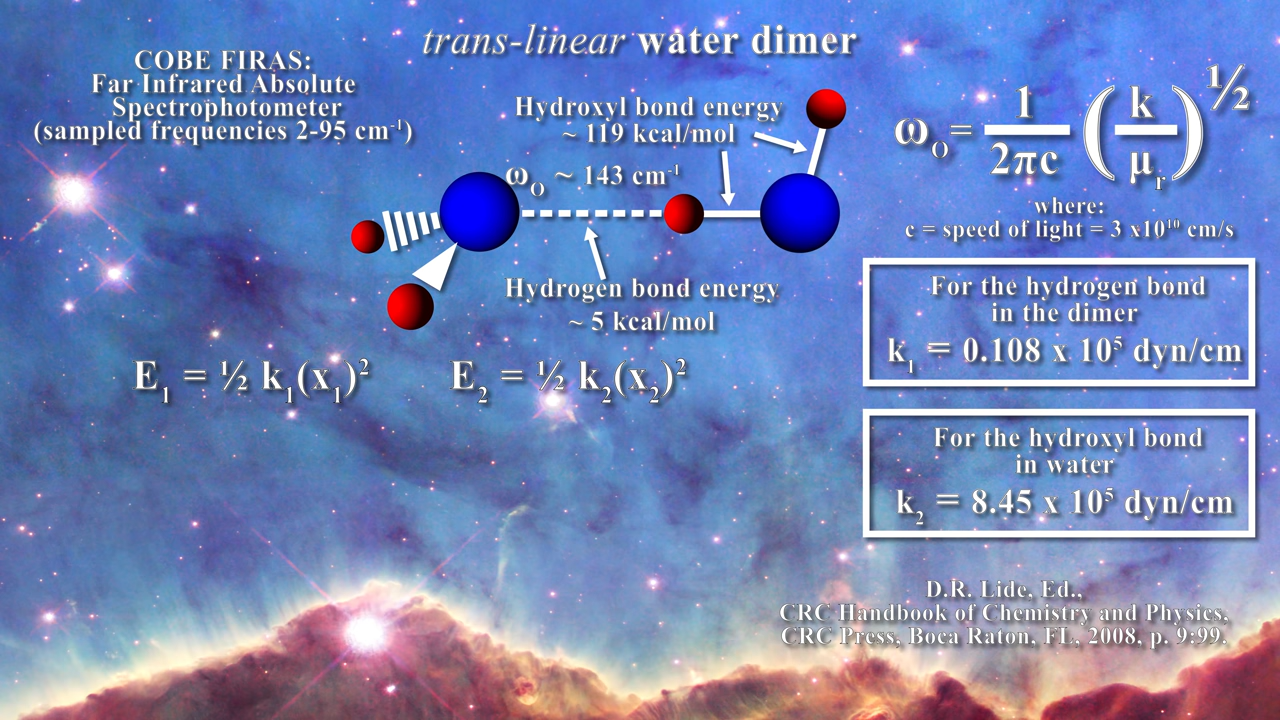 trans-linear water dimer
COBE FIRAS:
Far Infrared Absolute
Spectrophotometer
(sampled frequencies 2-95 cm⁻¹)
Hydroxyl bond energy
~ 119 kcal/mol
ω_O ~ 143 cm⁻¹
Hydrogen bond energy
~ 5 kcal/mol
E₁ = ½ k₁(x₁)² E₂ = ½ k₂(x₂)²
ω_O = 1/2πc (k/μ_r)^½
where:
c = speed of light = 3 x10¹⁰ cm/s
For the hydrogen bond
in the dimer
k₁ = 0.108 x 10⁵ dyn/cm
For the hydroxyl bond
in water
k₂ = 8.45 x 10⁵ dyn/cm
D.R. Lide, Ed.,
CRC Handbook of Chemistry and Physics,
CRC Press, Boca Raton, FL, 2008, p. 9:99.